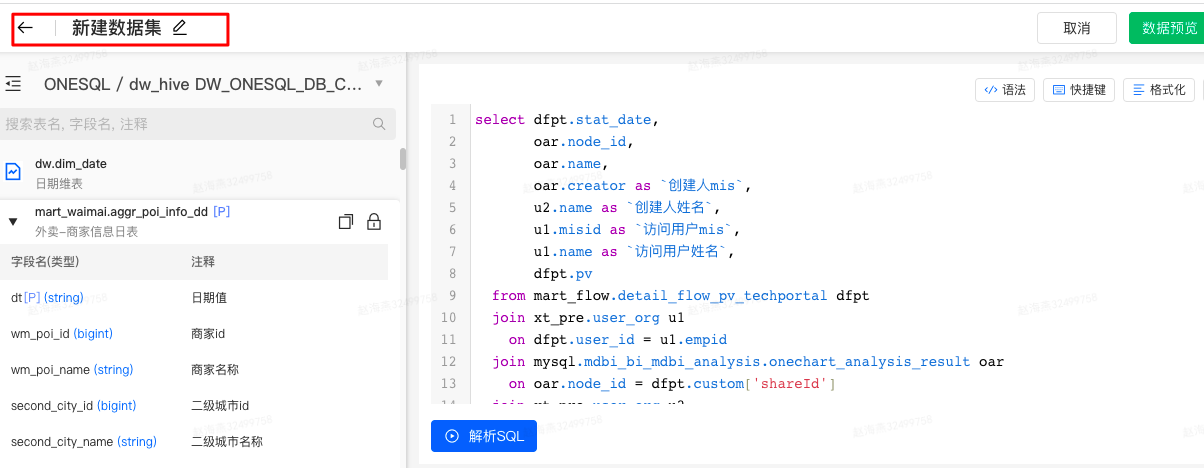 新建数据集
取消
数据预览
ONESQL / dw_hive DW_ONESQL_DB_C...
搜索表名, 字段名, 注释
dw.dim_date
日期维表
mart_waimai.aggr_poi_info_dd [P]
外卖-商家信息日表
字段名(类型) 注释
dt[P] (string) 日期值
wm_poi_id (bigint) 商家id
wm_poi_name (string) 商家名称
second_city_id (bigint) 二级城市id
second_city_name (string) 二级城市名称
语法
快捷键
格式化
1 select dfpt.stat_date,
2 oar.node_id,
3 oar.name,
4 oar.creator as `创建人mis`,
5 u2.name as `创建人姓名`,
6 u1.misid as `访问用户mis`,
7 u1.name as `访问用户姓名`,
8 dfpt.pv
9 from mart_flow.detail_flow_pv_techportal dfpt
10 join xt_pre.user_org u1
11 on dfpt.user_id = u1.empid
12 join mysql.mdbi_bi_mdbi_analysis.onechart_analysis_result oar
13 on oar.node_id = dfpt.custom['shareId']
解析SQL